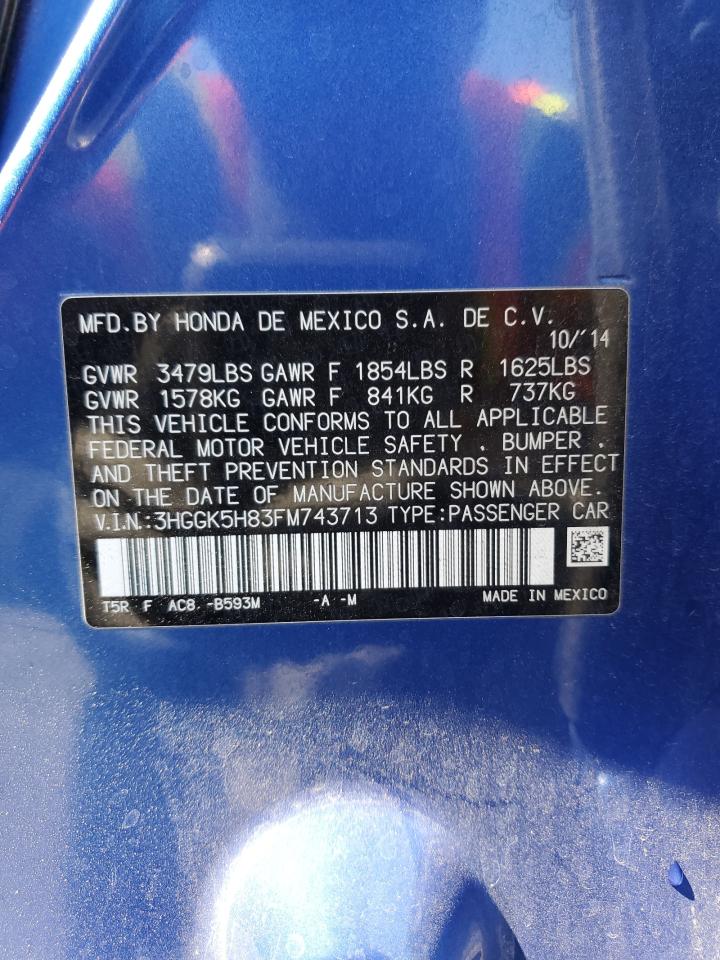 MFD.BY HONDA DE MEXICO S.A. DE C.V.
10/'14
GVWR 3479LBS GAWR F 1854LBS R 1625LBS
GVWR 1578KG GAWR F 841KG R 737KG
THIS VEHICLE CONFORMS TO ALL APPLICABLE
FEDERAL MOTOR VEHICLE SAFETY , BUMPER ,
AND THEFT PREVENTION STANDARDS IN EFFECT
ON THE DATE OF MANUFACTURE SHOWN ABOVE.
V.I.N:3HGGK5H83FM743713 TYPE:PASSENGER CAR
T5R F AC8 -B593M -A -M MADE IN MEXICO